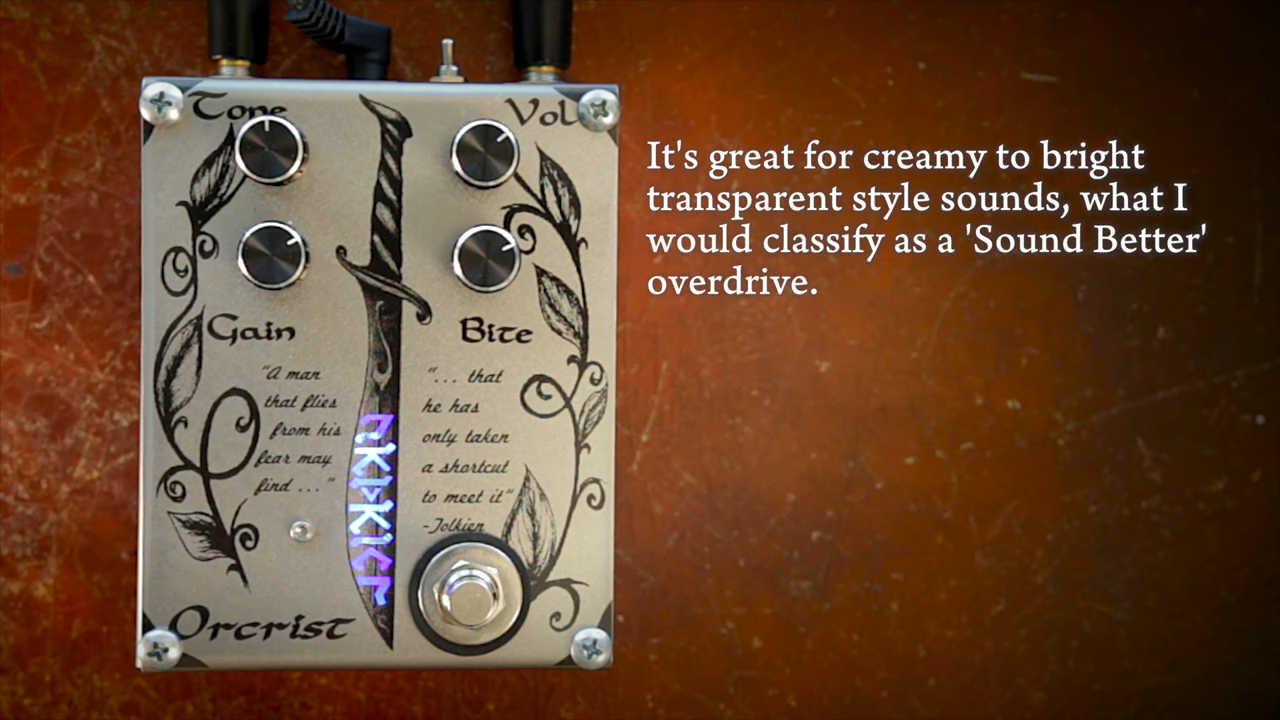 Tone
Vol
It's great for creamy to bright
transparent style sounds, what I
would classify as a 'Sound Better'
overdrive.
Gain
Bite
"A man
that flies
from his
fear may
find ..."
"... that
he has
only taken
a shortcut
to meet it"
-Tolkien
Orcrist